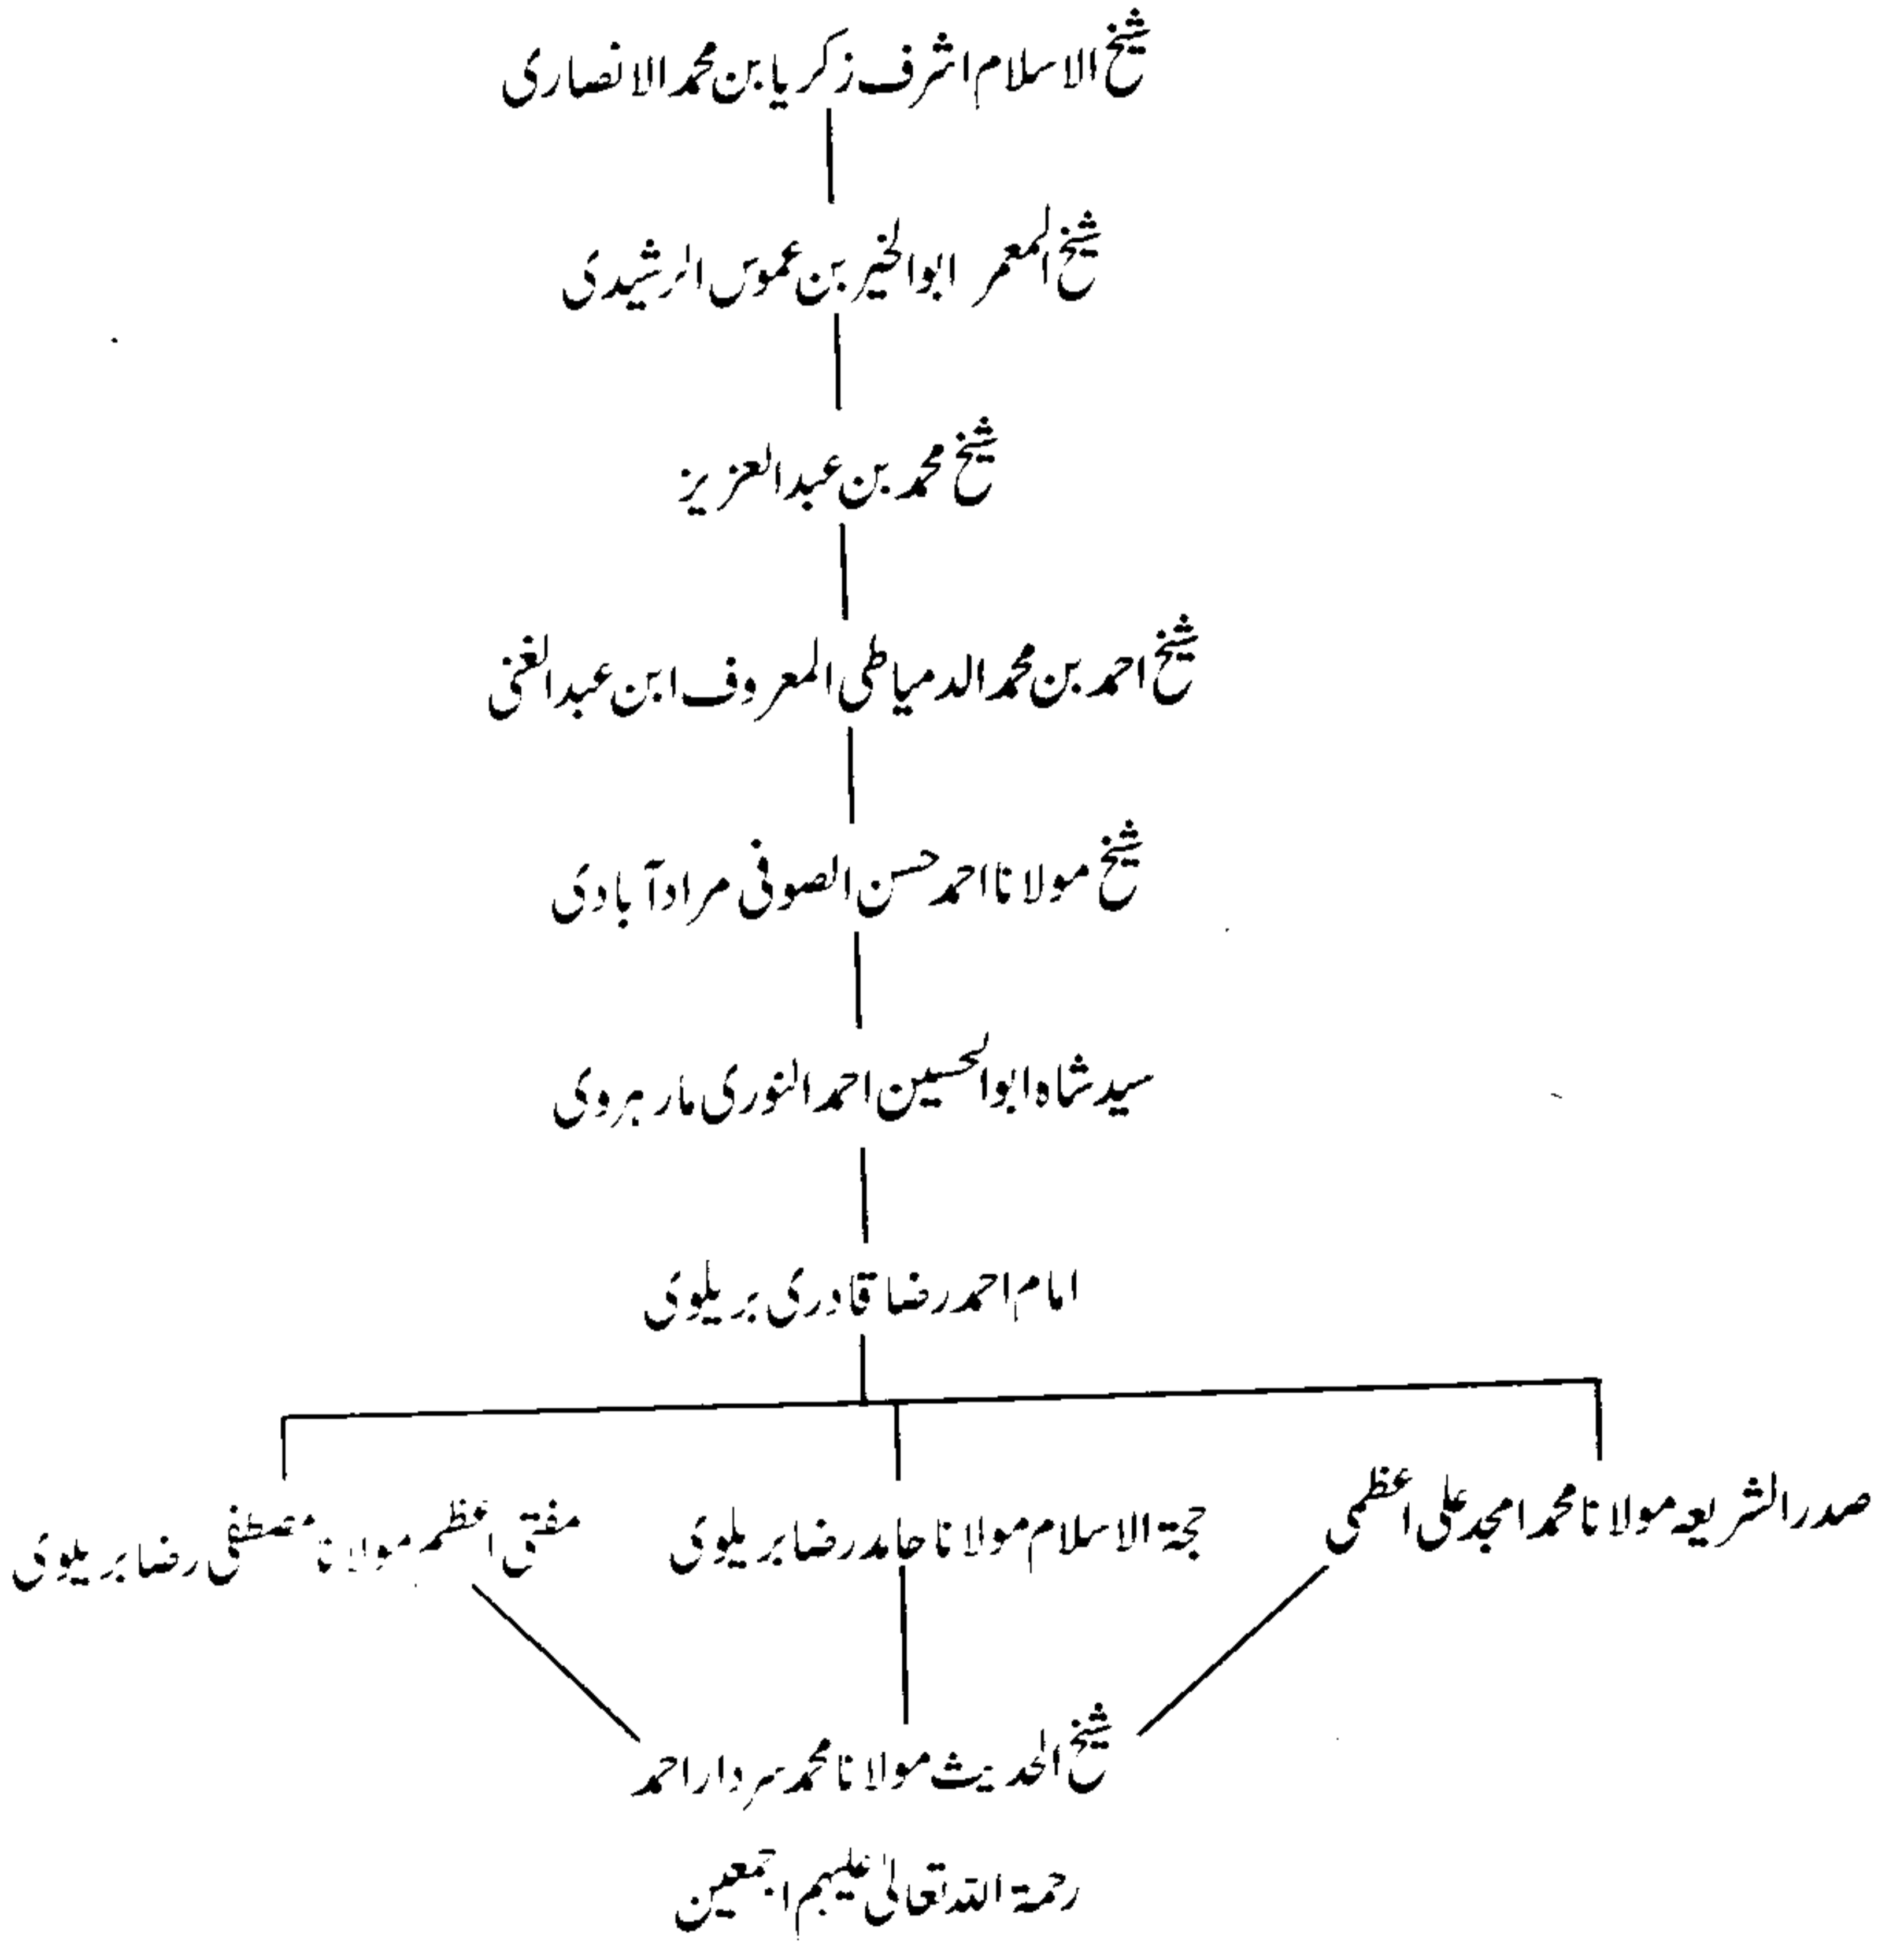 شیخ الاسلام اشرف زکریا بن محمد الانصاری
شیخ المعمر ابوالخیر بن عموس الرشیدی
شیخ محمد بن عبدالعزیز
شیخ احمد بن محمد الدمیاطی المعروف ابن عبدالغنی
شیخ مولانا احمد حسن الصوفی مرادآبادی
سید شاہ ابوالحسین احمد النوری مارہروی
امام احمد رضا قادری بریلوی
صدر الشریعہ مولانا محمد امجد علی اعظمی
حجۃ الاسلام مولانا حامد رضا بریلوی
مفتی اعظم مولانا مصطفی رضا بریلوی
شیخ الحدیث مولانا محمد سردار احمد
رحمۃ اللہ تعالیٰ علیہم اجمعین